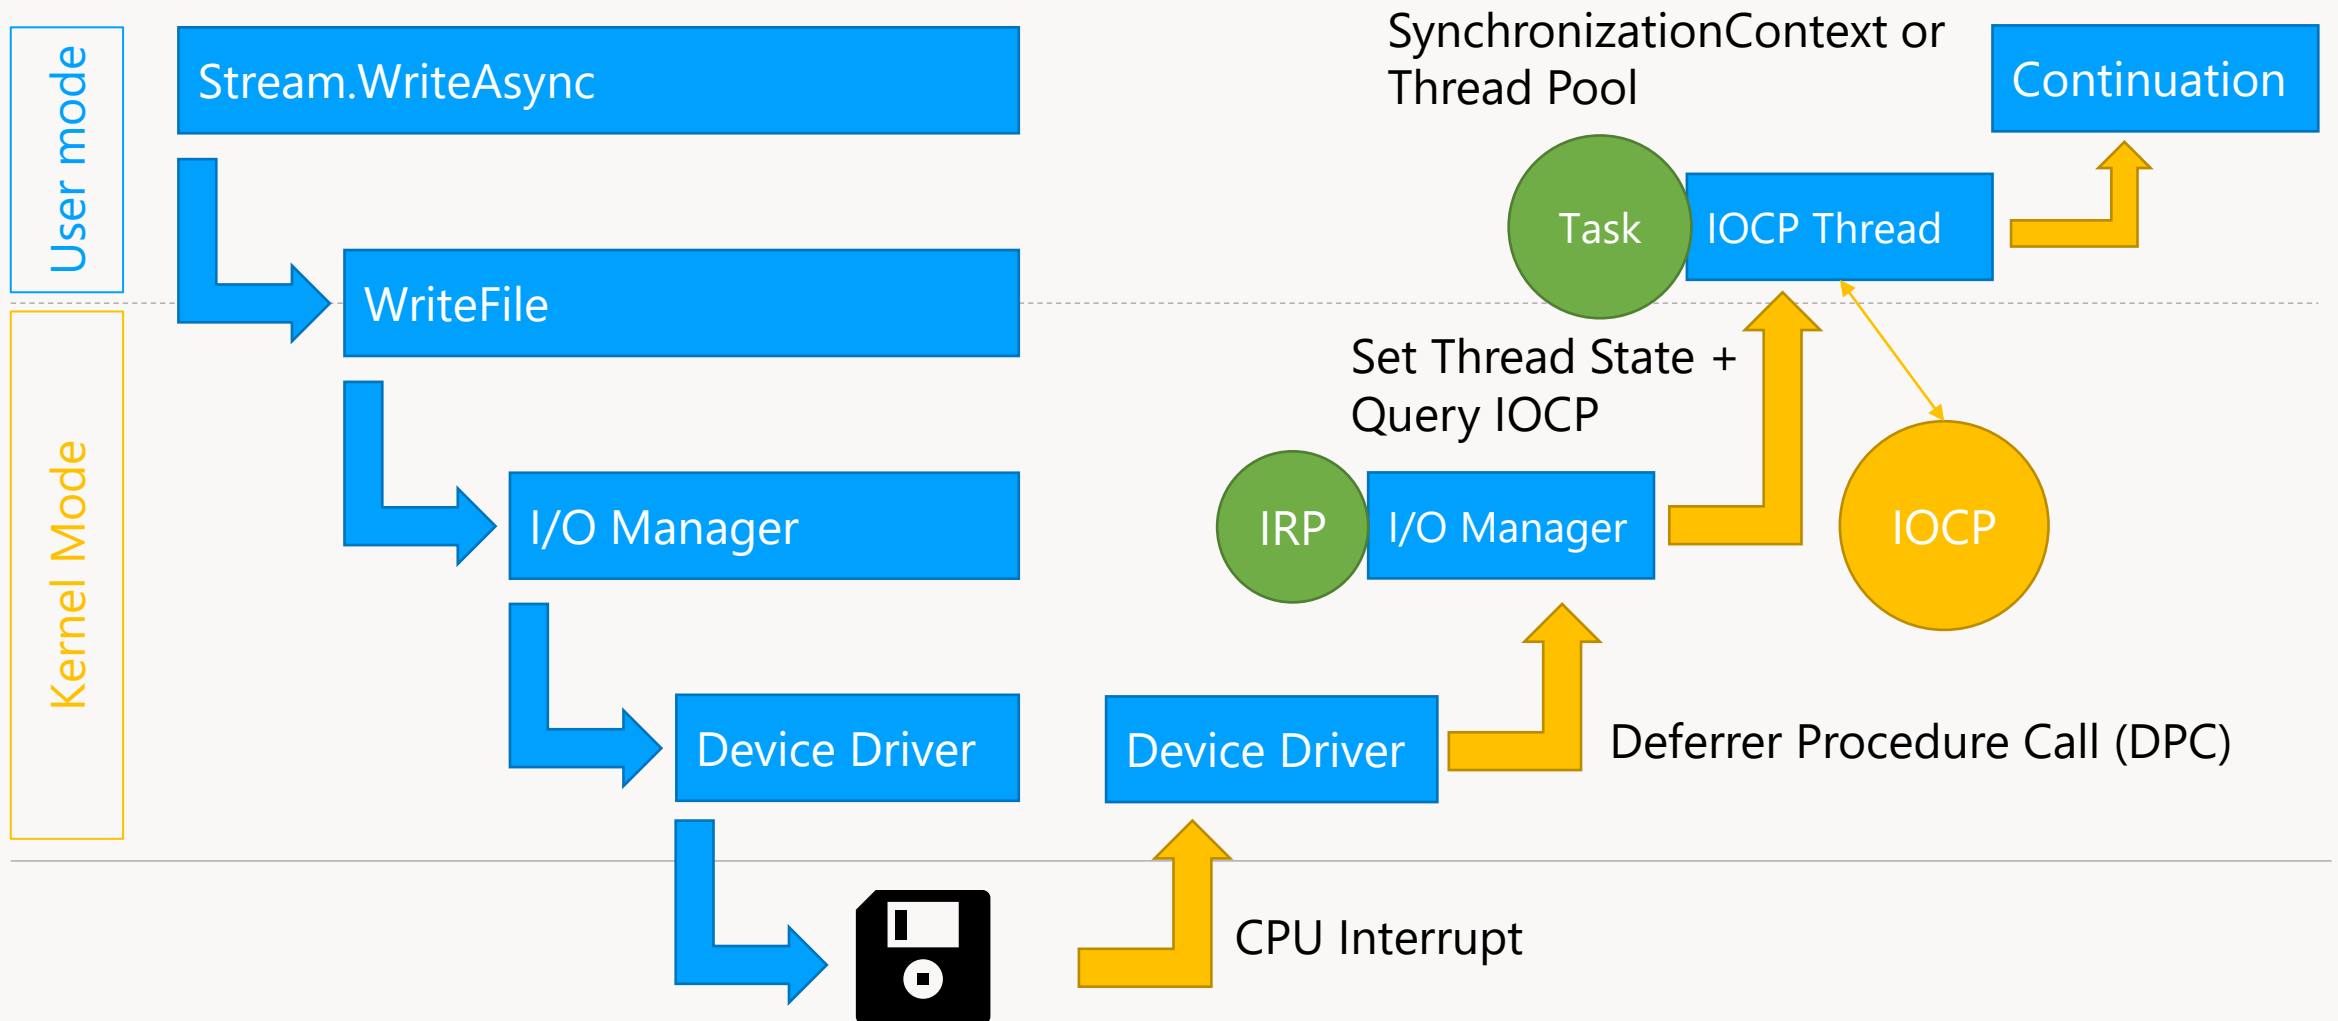 User mode
Kernel Mode
Stream.WriteAsync
WriteFile
I/O Manager
Device Driver
CPU Interrupt
Device Driver
Deferrer Procedure Call (DPC)
IRP
I/O Manager
Set Thread State +
Query IOCP
IOCP
Task
IOCP Thread
SynchronizationContext or
Thread Pool
Continuation